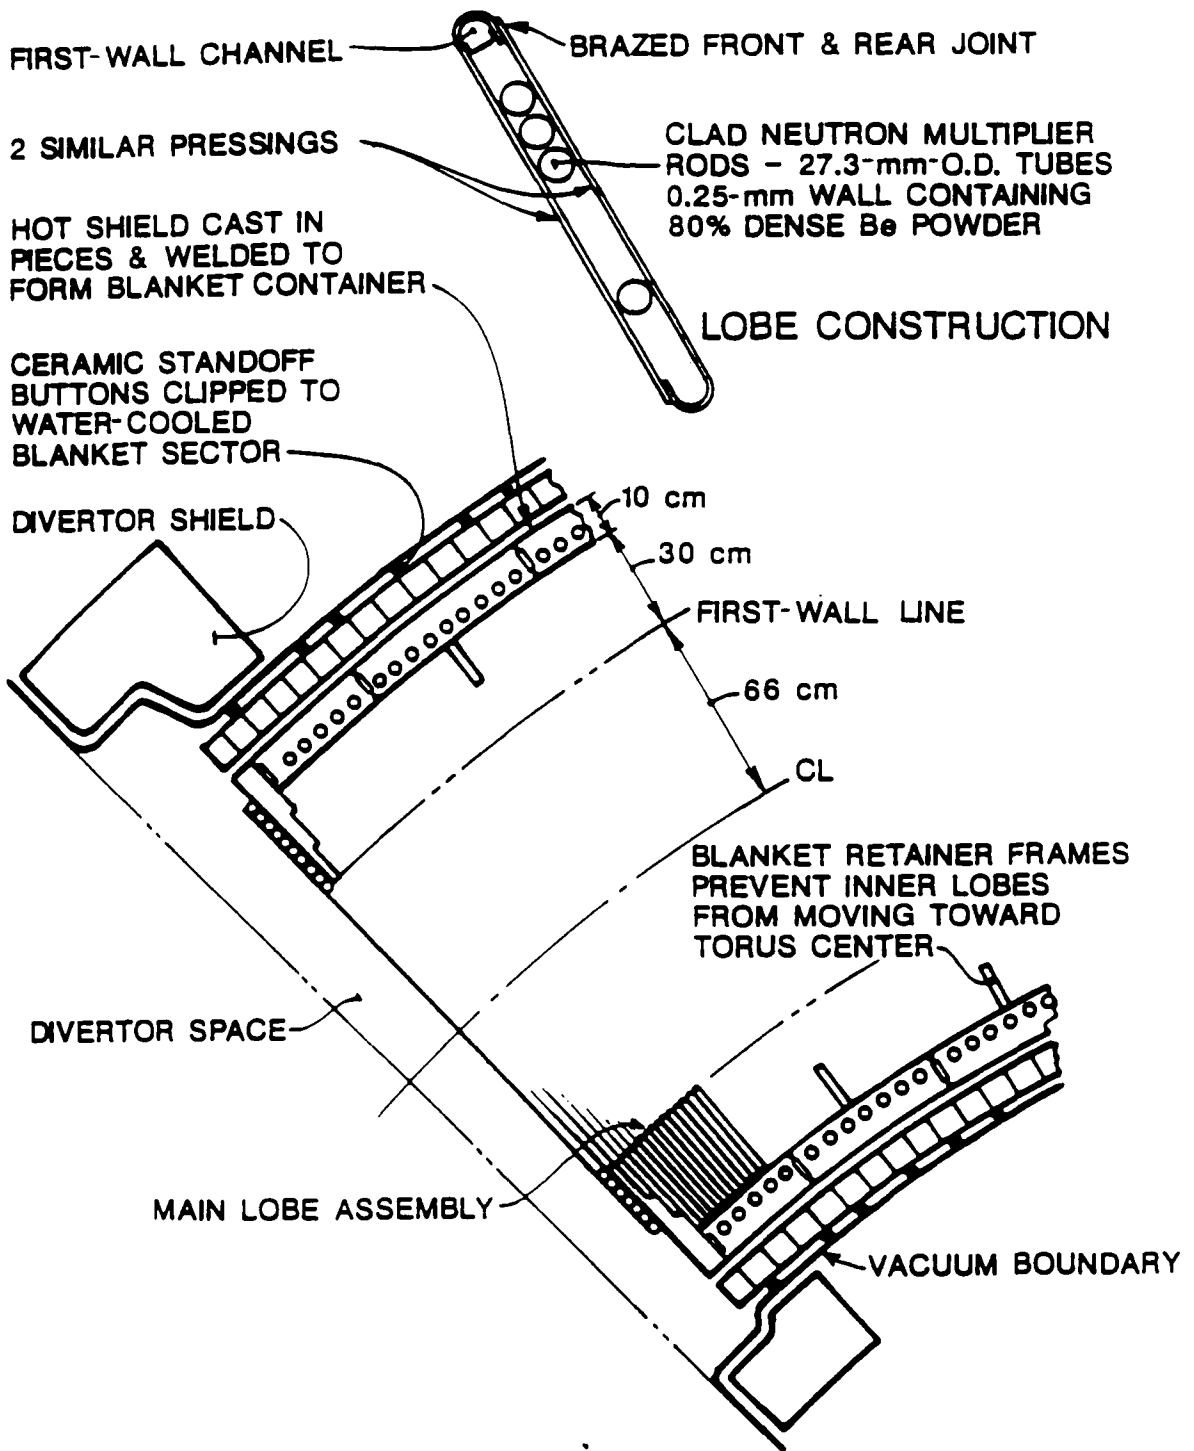 FIRST-WALL CHANNEL
BRAZED FRONT & REAR JOINT
2 SIMILAR PRESSINGS
CLAD NEUTRON MULTIPLIER
RODS - 27.3-mm-O.D. TUBES
0.25-mm WALL CONTAINING
80% DENSE Be POWDER
HOT SHIELD CAST IN
PIECES & WELDED TO
FORM BLANKET CONTAINER
LOBE CONSTRUCTION
CERAMIC STANDOFF
BUTTONS CLIPPED TO
WATER-COOLED
BLANKET SECTOR
DIVERTOR SHIELD
10 cm
30 cm
FIRST-WALL LINE
66 cm
CL
BLANKET RETAINER FRAMES
PREVENT INNER LOBES
FROM MOVING TOWARD
TORUS CENTER
DIVERTOR SPACE
MAIN LOBE ASSEMBLY
VACUUM BOUNDARY